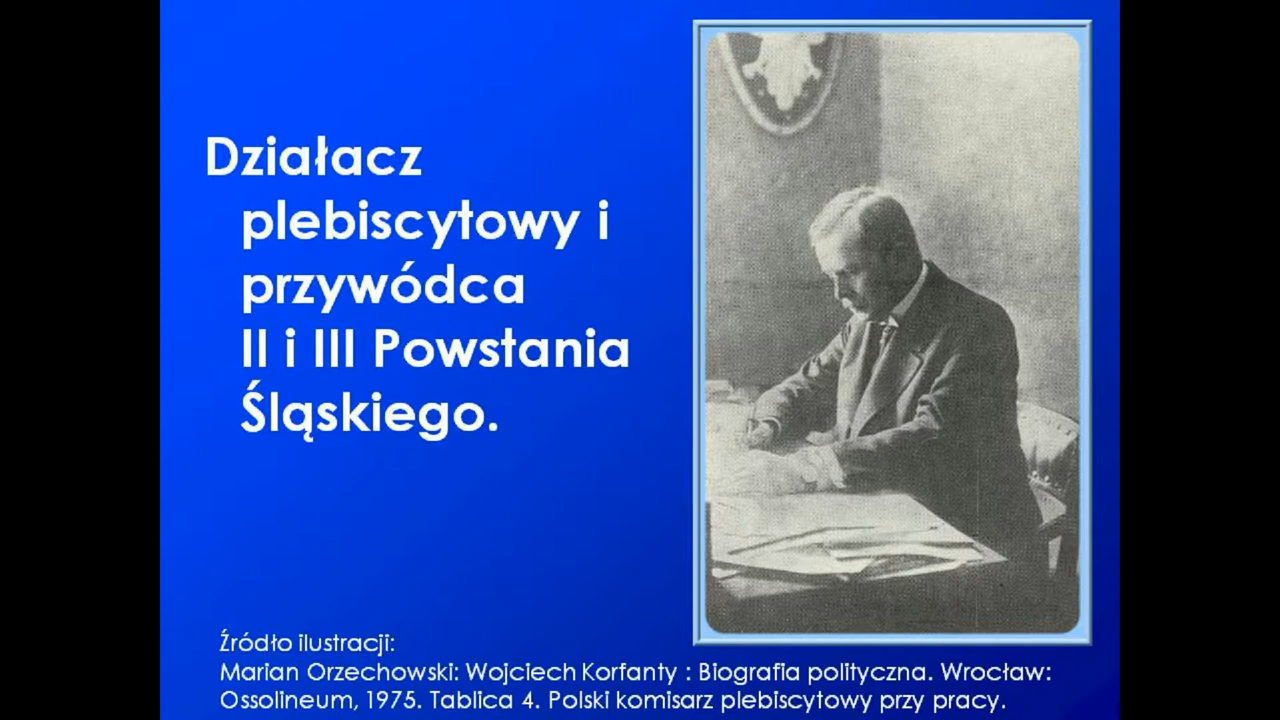 Działacz
plebiscytowy i
przywódca
II i III Powstania
Śląskiego.
Źródło ilustracji:
Marian Orzechowski: Wojciech Korfanty : Biografia polityczna. Wrocław:
Ossolineum, 1975. Tablica 4. Polski komisarz plebiscytowy przy pracy.